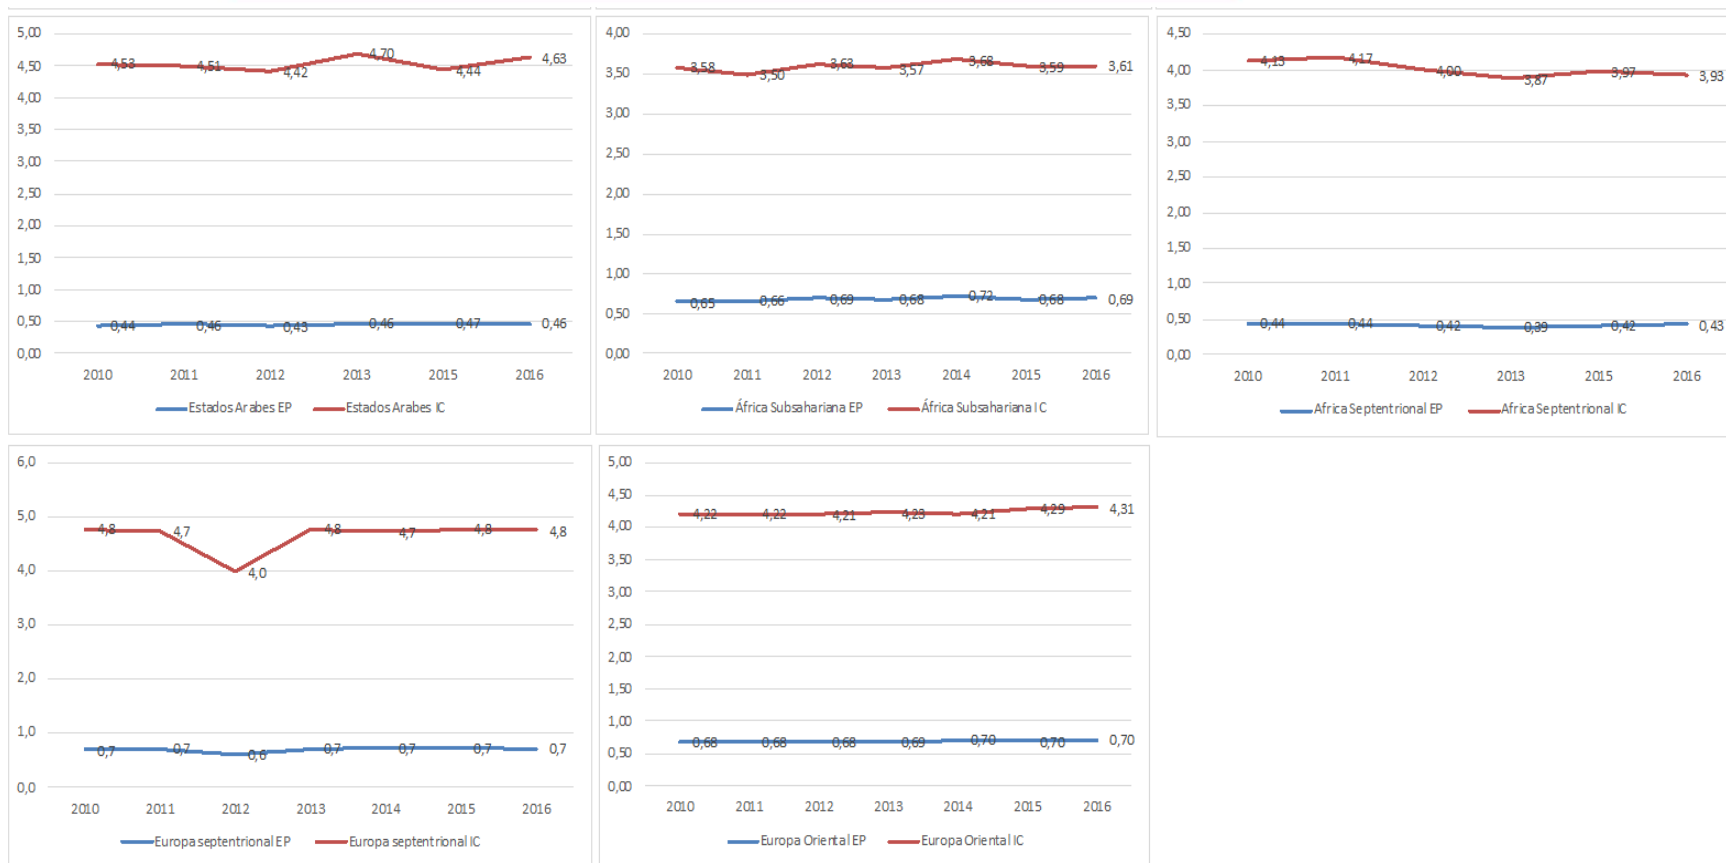 5,00
4,50
4,00
3,50
3,00
2,50
2,00
1,50
1,00
0,50
0,00
4,53 4,51 4,42 4,70 4,44 4,63
0,44 0,46 0,43 0,46 0,47 0,46
2010 2011 2012 2013 2015 2016
Estados Arabes EP Estados Arabes IC
4,00
3,50
3,00
2,50
2,00
1,50
1,00
0,50
0,00
3,58 3,50 3,63 3,57 3,68 3,59 3,61
0,65 0,66 0,69 0,68 0,72 0,68 0,69
2010 2011 2012 2013 2014 2015 2016
África Subsahariana EP África Subsahariana IC
4,50
4,00
3,50
3,00
2,50
2,00
1,50
1,00
0,50
0,00
4,13 4,17 4,00 3,87 3,97 3,93
0,44 0,44 0,42 0,39 0,42 0,43
2010 2011 2012 2013 2015 2016
Africa Septentrional EP Africa Septentrional IC
6,0
5,0
4,0
3,0
2,0
1,0
0,0
4,8 4,7 4,0 4,8 4,7 4,8 4,8
0,7 0,7 0,6 0,7 0,7 0,7 0,7
2010 2011 2012 2013 2014 2015 2016
Europa septentrional EP Europa septentrional IC
5,00
4,50
4,00
3,50
3,00
2,50
2,00
1,50
1,00
0,50
0,00
4,22 4,22 4,21 4,23 4,21 4,29 4,31
0,68 0,68 0,68 0,69 0,70 0,70 0,70
2010 2011 2012 2013 2014 2015 2016
Europa Oriental EP Europa Oriental IC